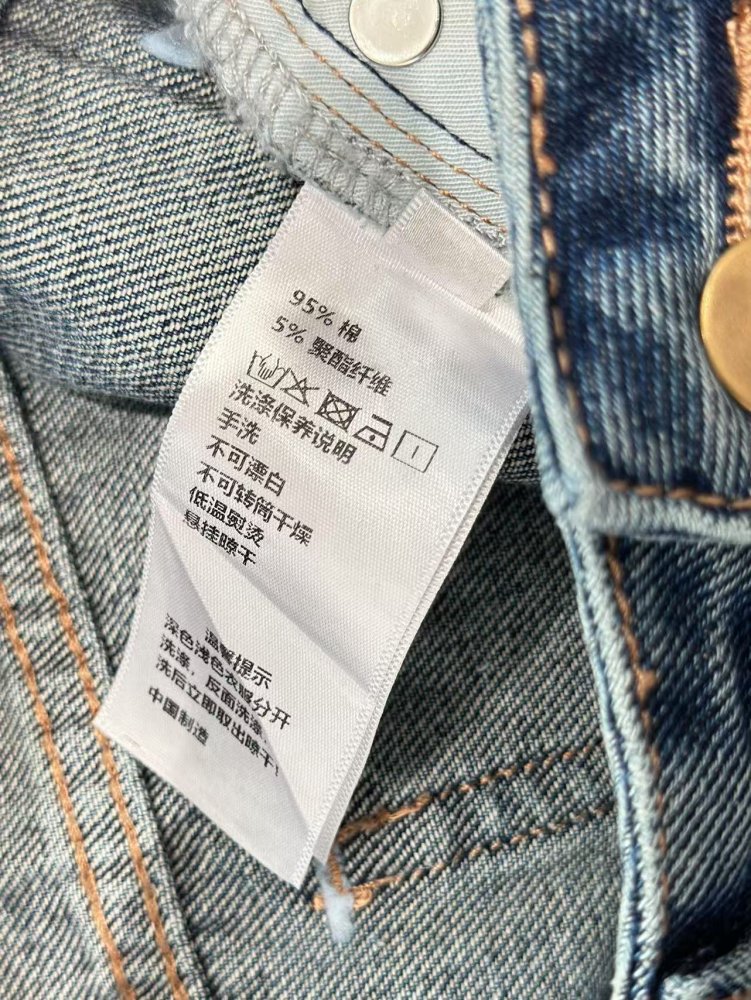 95% 棉
5% 聚酯纤维
洗涤保养说明
手洗
不可漂白
不可转筒干燥
低温熨烫
悬挂晾干
温馨提示
深色浅色衣服分开
洗涤，反面洗涤
洗后立即取出晾干!
中国制造